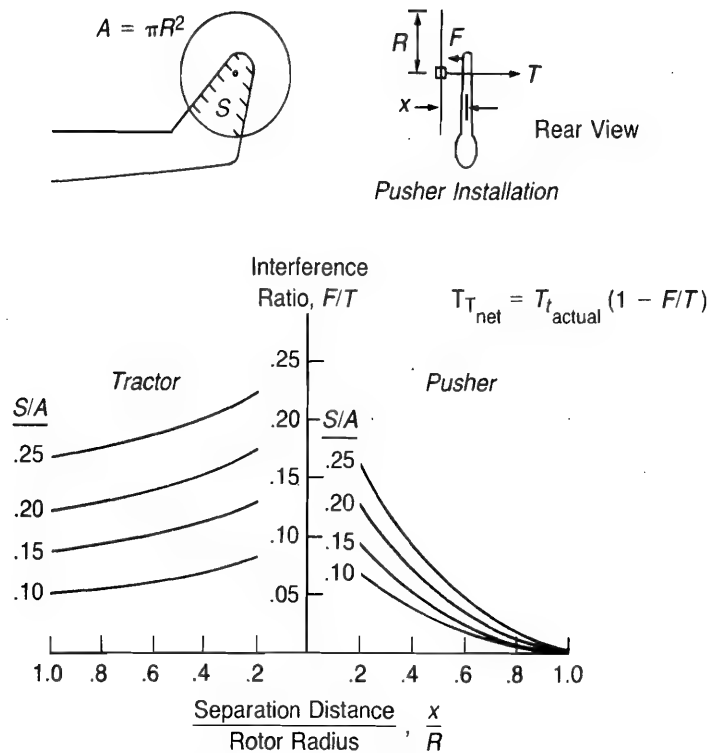 A = πR²
S
R
F
T
x
Rear View
Pusher Installation
Interference
Ratio, F/T
T_T_net = T_t_actual (1 − F/T)
Tractor
Pusher
S/A
.25
.20
.15
.10
.25
.20
.15
.10
.05
S/A
.25
.20
.15
.10
1.0 .8 .6 .4 .2 .2 .4 .6 .8 1.0
Separation Distance
Rotor Radius
, x/R